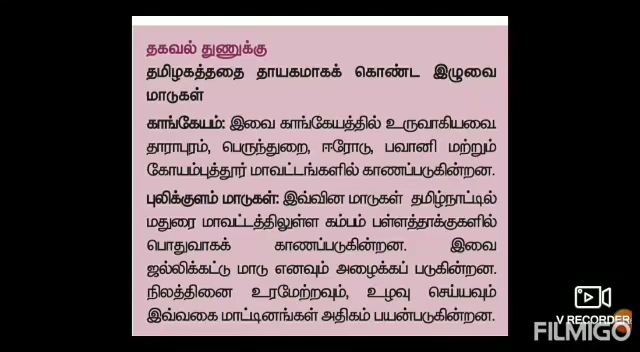 தகவல் துணுக்கு
தமிழகத்தை தாயகமாகக் கொண்ட இழுவை
மாடுகள்
காங்கேயம்: இவை காங்கேயத்தில் உருவாகியவை
தாராபுரம், பெருந்துறை, ஈரோடு, பவானி மற்றும்
கோயம்புத்தூர் மாவட்டங்களில் காணப்படுகின்றன.
புலிக்குளம் மாடுகள்: இவ்வின மாடுகள் தமிழ்நாட்டில்
மதுரை மாவட்டத்திலுள்ள கம்பம் பள்ளத்தாக்குகளில்
பொதுவாகக் காணப்படுகின்றன. இவை
ஜல்லிக்கட்டு மாடு எனவும் அழைக்கப் படுகின்றன.
நிலத்தினை உரமேற்றவும், உழவு செய்யவும்
இவ்வகை மாட்டினங்கள் அதிகம் பயன்படுகின்றன.
V RECORDER
FILMIGO